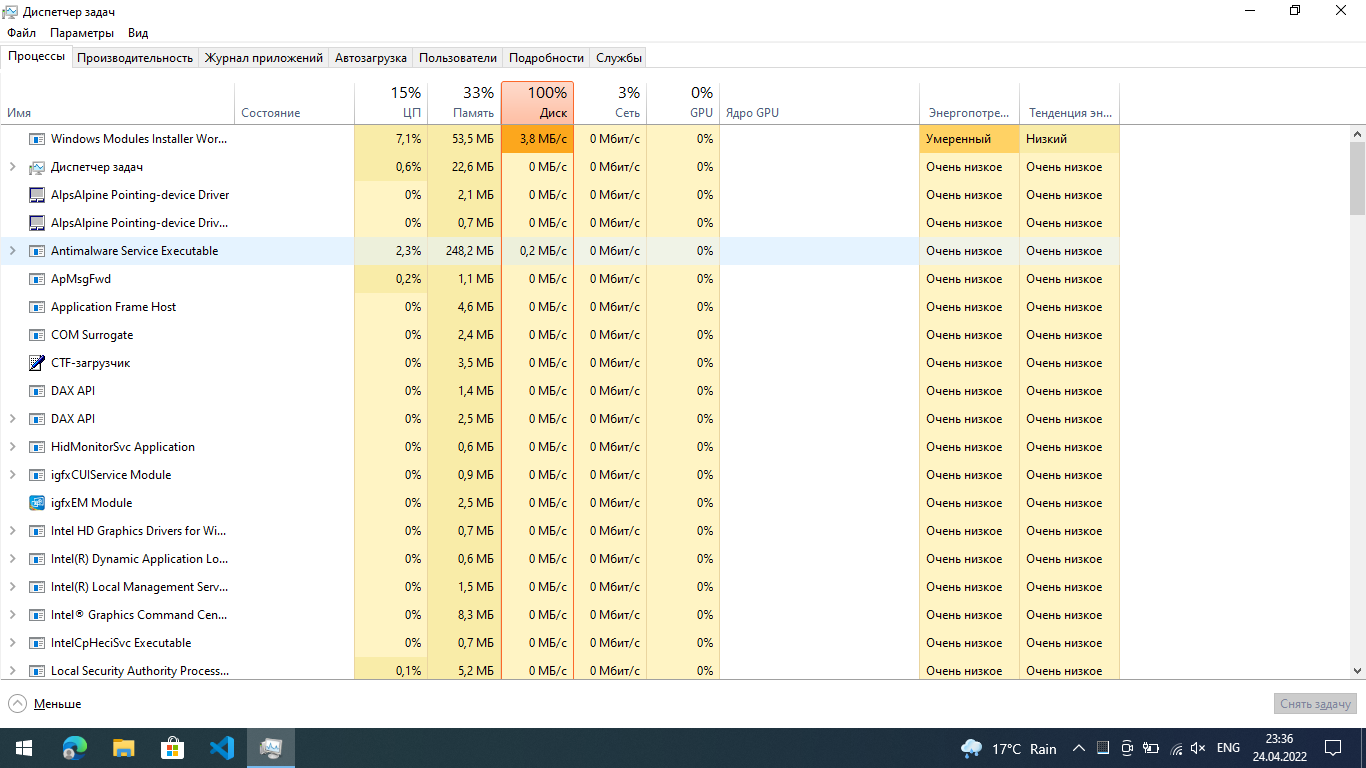 Диспетчер задач
Файл Параметры Вид
Процессы Производительность Журнал приложений Автозагрузка Пользователи Подробности Службы
15% 33% 100% 3% 0%
Имя Состояние ЦП Память Диск Сеть GPU Ядро GPU Энергопотре... Тенденция эн...
Windows Modules Installer Wor... 7,1% 53,5 МБ 3,8 МБ/с 0 Мбит/с 0% Умеренный Низкий
Диспетчер задач 0,6% 22,6 МБ 0 МБ/с 0 Мбит/с 0% Очень низкое Очень низкое
AlpsAlpine Pointing-device Driver 0% 2,1 МБ 0 МБ/с 0 Мбит/с 0% Очень низкое Очень низкое
AlpsAlpine Pointing-device Driv... 0% 0,7 МБ 0 МБ/с 0 Мбит/с 0% Очень низкое Очень низкое
Antimalware Service Executable 2,3% 248,2 МБ 0,2 МБ/с 0 Мбит/с 0% Очень низкое Очень низкое
ApMsgFwd 0,2% 1,1 МБ 0 МБ/с 0 Мбит/с 0% Очень низкое Очень низкое
Application Frame Host 0% 4,6 МБ 0 МБ/с 0 Мбит/с 0% Очень низкое Очень низкое
COM Surrogate 0% 2,4 МБ 0 МБ/с 0 Мбит/с 0% Очень низкое Очень низкое
CTF-загрузчик 0% 3,5 МБ 0 МБ/с 0 Мбит/с 0% Очень низкое Очень низкое
DAX API 0% 1,4 МБ 0 МБ/с 0 Мбит/с 0% Очень низкое Очень низкое
DAX API 0% 2,5 МБ 0 МБ/с 0 Мбит/с 0% Очень низкое Очень низкое
HidMonitorSvc Application 0% 0,6 МБ 0 МБ/с 0 Мбит/с 0% Очень низкое Очень низкое
igfxCUIService Module 0% 0,9 МБ 0 МБ/с 0 Мбит/с 0% Очень низкое Очень низкое
igfxEM Module 0% 2,5 МБ 0 МБ/с 0 Мбит/с 0% Очень низкое Очень низкое
Intel HD Graphics Drivers for Wi... 0% 0,7 МБ 0 МБ/с 0 Мбит/с 0% Очень низкое Очень низкое
Intel(R) Dynamic Application Lo... 0% 0,6 МБ 0 МБ/с 0 Мбит/с 0% Очень низкое Очень низкое
Intel(R) Local Management Serv... 0% 1,5 МБ 0 МБ/с 0 Мбит/с 0% Очень низкое Очень низкое
Intel® Graphics Command Cen... 0% 8,3 МБ 0 МБ/с 0 Мбит/с 0% Очень низкое Очень низкое
IntelCpHeciSvc Executable 0% 0,7 МБ 0 МБ/с 0 Мбит/с 0% Очень низкое Очень низкое
Local Security Authority Process... 0,1% 5,2 МБ 0 МБ/с 0 Мбит/с 0% Очень низкое Очень низкое
Меньше Снять задачу
17°C Rain ENG 23:36
24.04.2022